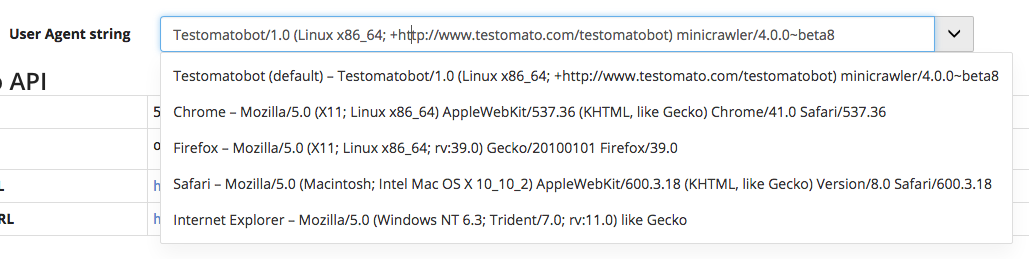 User Agent string
Testomatobot/1.0 (Linux x86_64; +http://www.testomato.com/testomatobot) minicrawler/4.0.0~beta8
Testomatobot (default) – Testomatobot/1.0 (Linux x86_64; +http://www.testomato.com/testomatobot) minicrawler/4.0.0~beta8
API
5
Chrome – Mozilla/5.0 (X11; Linux x86_64) AppleWebKit/537.36 (KHTML, like Gecko) Chrome/41.0 Safari/537.36
Firefox – Mozilla/5.0 (X11; Linux x86_64; rv:39.0) Gecko/20100101 Firefox/39.0
Safari – Mozilla/5.0 (Macintosh; Intel Mac OS X 10_10_2) AppleWebKit/600.3.18 (KHTML, like Gecko) Version/8.0 Safari/600.3.18
h
RL
h
Internet Explorer – Mozilla/5.0 (Windows NT 6.3; Trident/7.0; rv:11.0) like Gecko